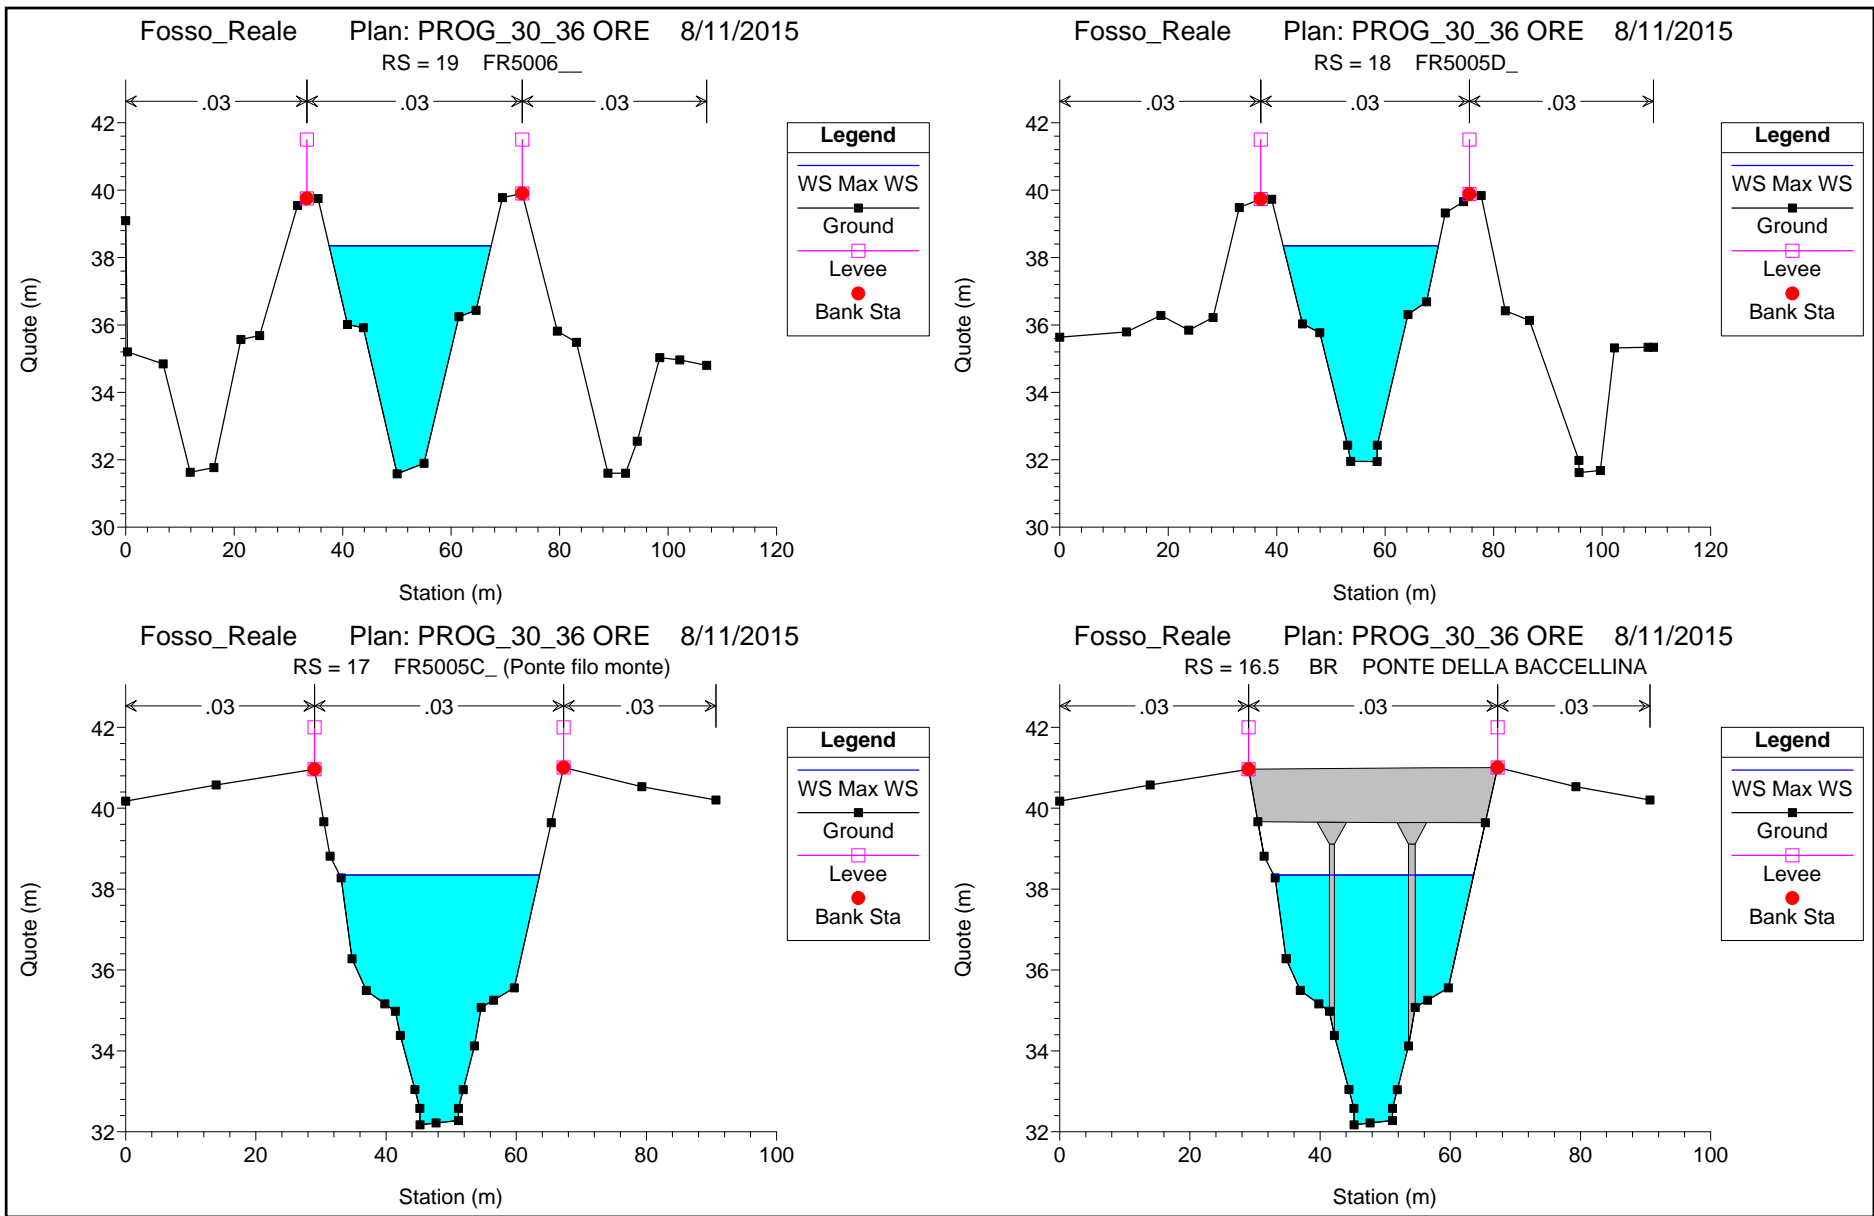 Fosso_Reale Plan: PROG_30_36 ORE 8/11/2015
RS = 19 FR5006__
.03 .03 .03
42
40
38
36
34
32
30
0 20 40 60 80 100 120
Quote (m)
Station (m)
Legend
WS Max WS
Ground
Levee
Bank Sta
Fosso_Reale Plan: PROG_30_36 ORE 8/11/2015
RS = 18 FR5005D_
.03 .03 .03
42
40
38
36
34
32
30
0 20 40 60 80 100 120
Quote (m)
Station (m)
Legend
WS Max WS
Ground
Levee
Bank Sta
Fosso_Reale Plan: PROG_30_36 ORE 8/11/2015
RS = 17 FR5005C_ (Ponte filo monte)
.03 .03 .03
42
40
38
36
34
32
0 20 40 60 80 100
Quote (m)
Station (m)
Legend
WS Max WS
Ground
Levee
Bank Sta
Fosso_Reale Plan: PROG_30_36 ORE 8/11/2015
RS = 16.5 BR PONTE DELLA BACCELLINA
.03 .03 .03
42
40
38
36
34
32
0 20 40 60 80 100
Quote (m)
Station (m)
Legend
WS Max WS
Ground
Levee
Bank Sta